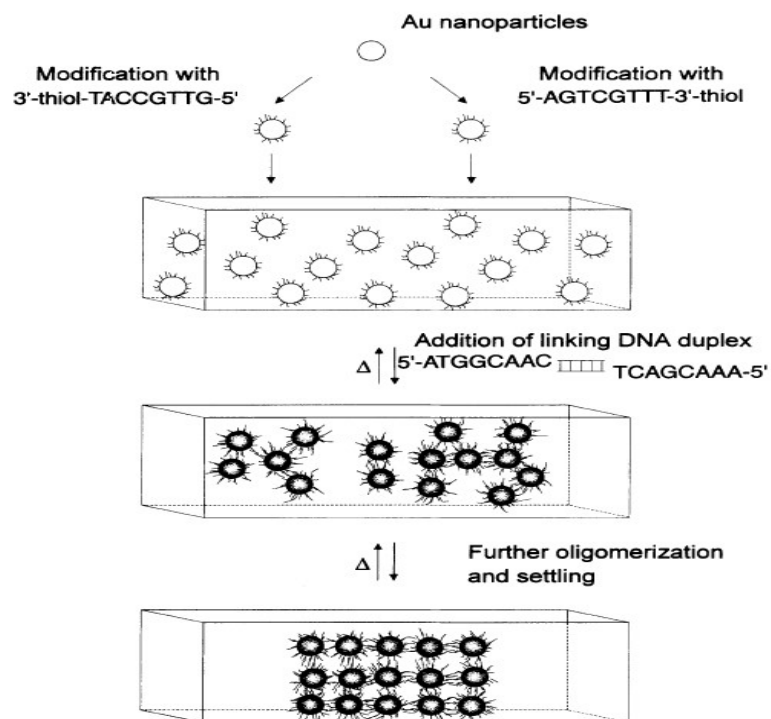 Au nanoparticles
Modification with
3'-thiol-TACCGTTG-5'
Modification with
5'-AGTCGTTT-3'-thiol
Addition of linking DNA duplex
5'-ATGGCAAC
TCAGCAAA-5'
Δ
Further oligomerization
and settling
Δ